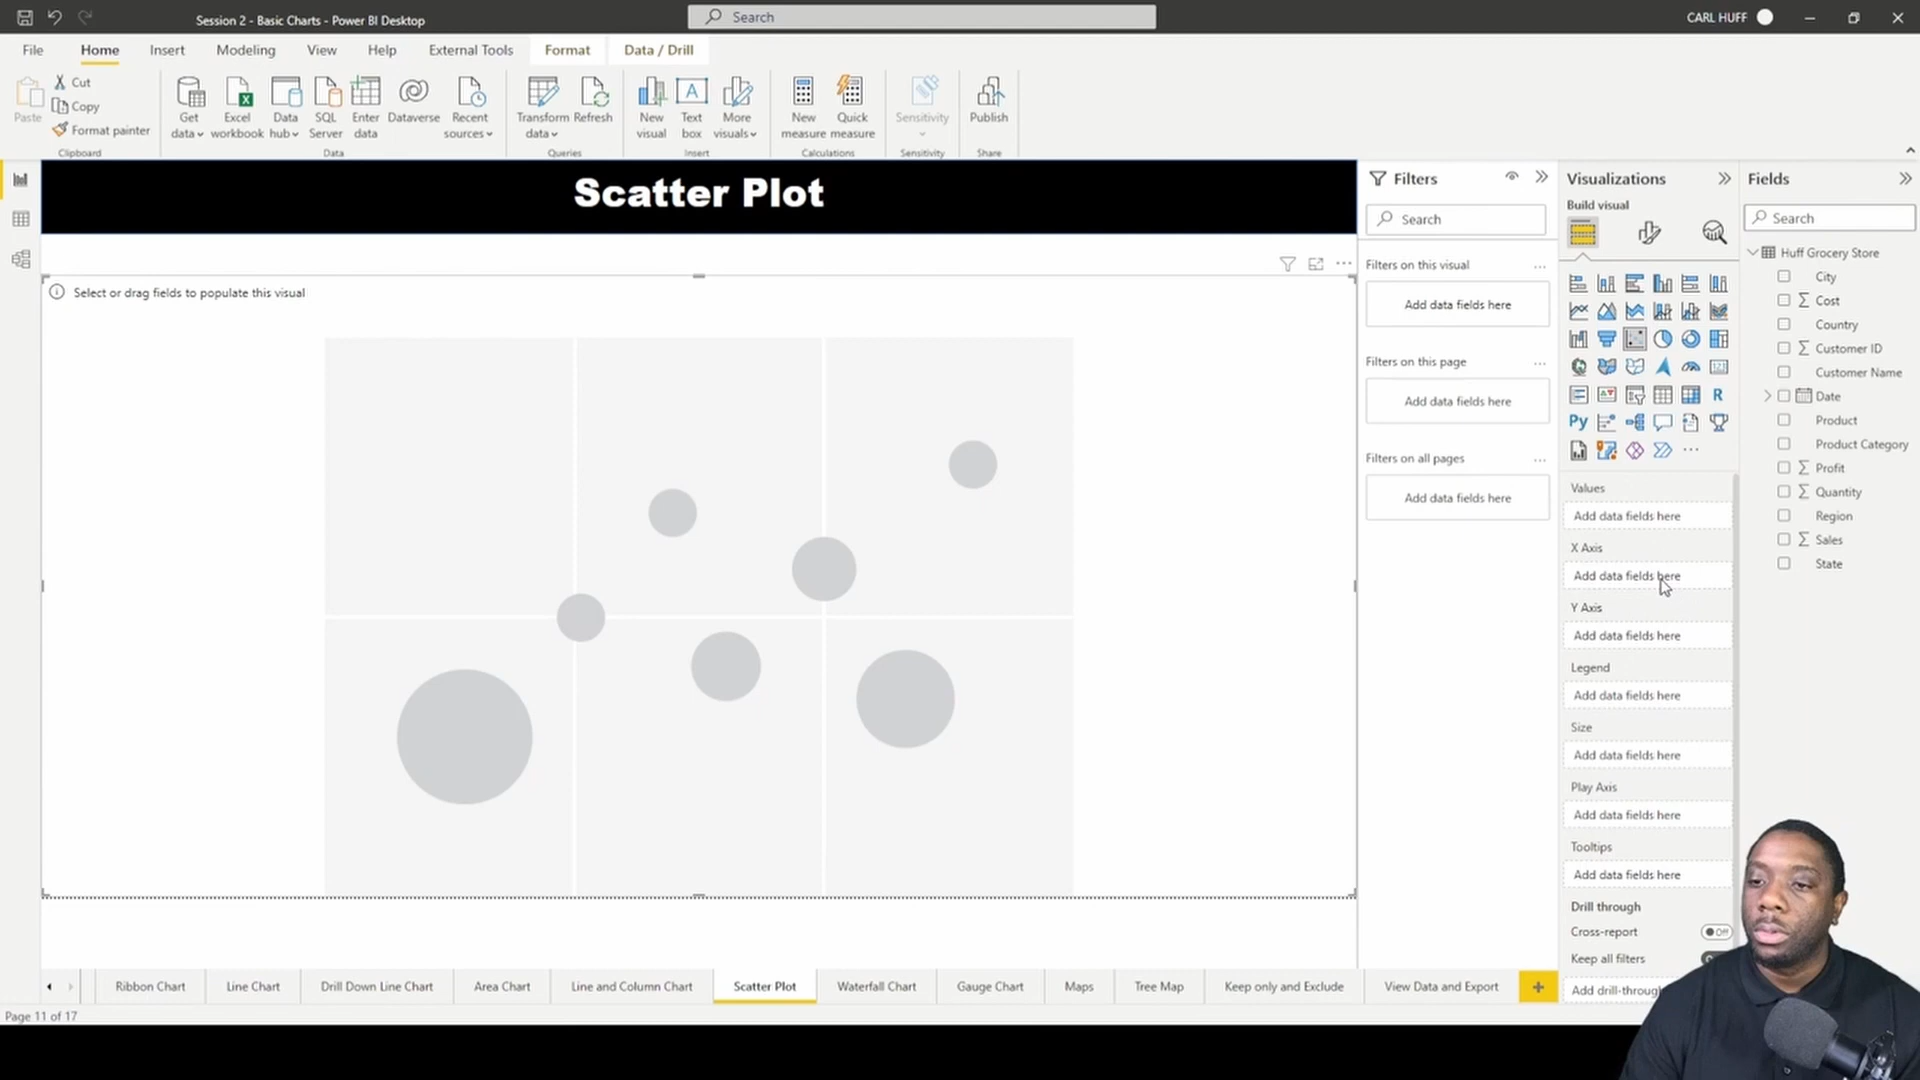 Session 2 - Basic Charts - Power BI Desktop
Search
CARL HUFF
File
Home
Insert
Modeling
View
Help
External Tools
Format
Data / Drill
Paste
Cut
Copy
Format painter
Clipboard
Get data
Excel workbook
Data hub
SQL Server
Enter data
Dataverse
Recent sources
Data
Transform data
Refresh
Queries
New visual
Text box
More visuals
Insert
New measure
Quick measure
Calculations
Sensitivity
Sensitivity
Publish
Share
Scatter Plot
Select or drag fields to populate this visual
Filters
Search
Filters on this visual
Add data fields here
Filters on this page
Add data fields here
Filters on all pages
Add data fields here
Visualizations
Build visual
R
Py
Values
Add data fields here
X Axis
Add data fields here
Y Axis
Add data fields here
Legend
Add data fields here
Size
Add data fields here
Play Axis
Add data fields here
Tooltips
Add data fields here
Drill through
Cross-report
Off
Keep all filters
Add drill-through
Fields
Search
Huff Grocery Store
City
Cost
Country
Customer ID
Customer Name
Date
Product
Product Category
Profit
Quantity
Region
Sales
State
Ribbon Chart
Line Chart
Drill Down Line Chart
Area Chart
Line and Column Chart
Scatter Plot
Waterfall Chart
Gauge Chart
Maps
Tree Map
Keep only and Exclude
View Data and Export
Page 11 of 17